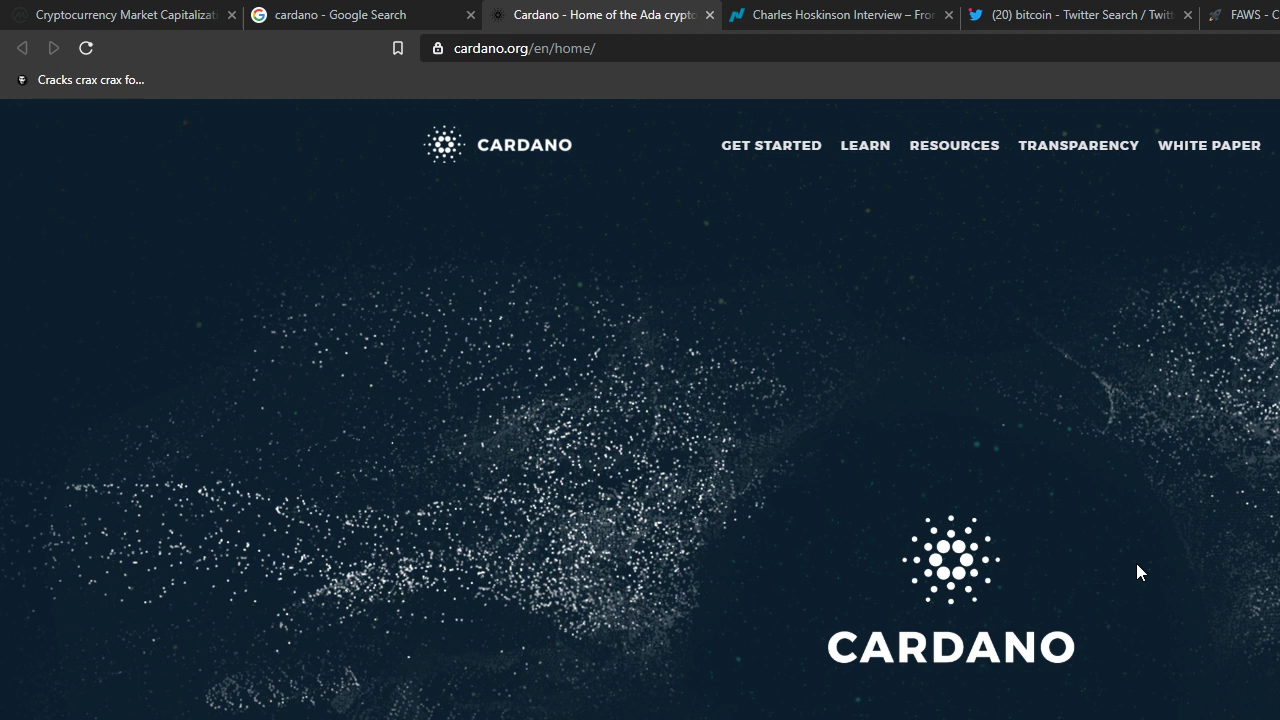 Cryptocurrency Market Capitalizati
cardano - Google Search
Cardano - Home of the Ada crypto
Charles Hoskinson Interview – Fro
(20) bitcoin - Twitter Search / Twitt
FAWS - C
cardano.org/en/home/
Cracks crax crax fo...
CARDANO
GET STARTED
LEARN
RESOURCES
TRANSPARENCY
WHITE PAPER
CARDANO